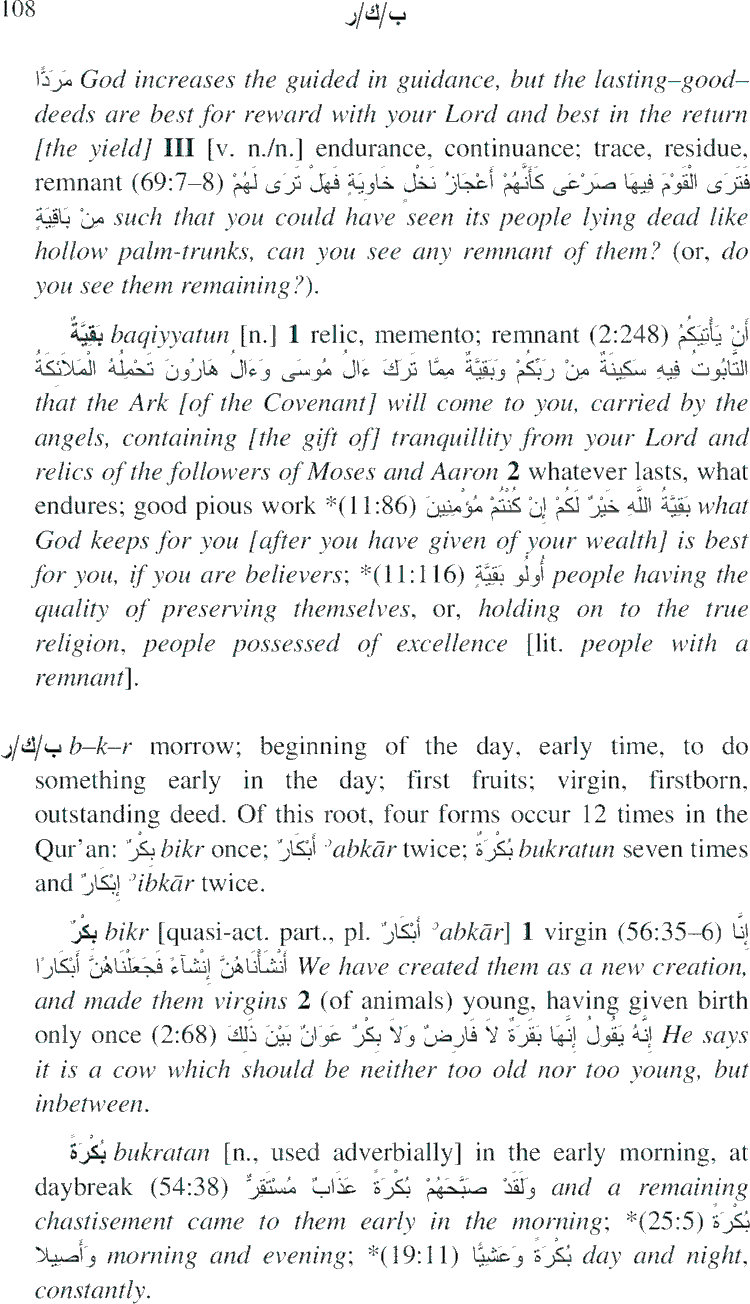 108
ب/ك/ر
مَرَدًّا God increases the guided in guidance, but the lasting–good–
deeds are best for reward with your Lord and best in the return
[the yield] III [v. n./n.] endurance, continuance; trace, residue,
remnant (69:7–8) فَتَرَى الْقَوْمَ فِيهَا صَرْعَى كَأَنَّهُمْ أَعْجَازُ نَخْلٍ خَاوِيَةٍ فَهَلْ تَرَى لَهُمْ
مِنْ بَاقِيَةٍ such that you could have seen its people lying dead like
hollow palm-trunks, can you see any remnant of them? (or, do
you see them remaining?).
بَقِيَّةٌ baqiyyatun [n.] 1 relic, memento; remnant (2:248) أَنْ يَأْتِيَكُمُ
التَّابُوتُ فِيهِ سَكِينَةٌ مِنْ رَبِّكُمْ وَبَقِيَّةٌ مِمَّا تَرَكَ ءَالُ مُوسَى وَءَالُ هَارُونَ تَحْمِلُهُ الْمَلَائِكَةُ
that the Ark [of the Covenant] will come to you, carried by the
angels, containing [the gift of] tranquillity from your Lord and
relics of the followers of Moses and Aaron 2 whatever lasts, what
endures; good pious work *(11:86) بَقِيَّةُ اللَّهِ خَيْرٌ لَكُمْ إِنْ كُنْتُمْ مُؤْمِنِينَ what
God keeps for you [after you have given of your wealth] is best
for you, if you are believers; *(11:116) أُولُو بَقِيَّةٍ people having the
quality of preserving themselves, or, holding on to the true
religion, people possessed of excellence [lit. people with a
remnant].
ب/ك/ر b–k–r morrow; beginning of the day, early time, to do
something early in the day; first fruits; virgin, firstborn,
outstanding deed. Of this root, four forms occur 12 times in the
Qur’an: بِكْرٌ bikr once; أَبْكَارٌ ʾabkār twice; بُكْرَةٌ bukratun seven times
and إِبْكَارٌ ʾibkār twice.
بِكْرٌ bikr [quasi-act. part., pl. أَبْكَارٌ ʾabkār] 1 virgin (56:35–6) إِنَّا
أَنْشَأْنَاهُنَّ إِنْشَآءً فَجَعَلْنَاهُنَّ أَبْكَارًا We have created them as a new creation,
and made them virgins 2 (of animals) young, having given birth
only once (2:68) إِنَّهُ يَقُولُ إِنَّهَا بَقَرَةٌ لَا فَارِضٌ وَلَا بِكْرٌ عَوَانٌ بَيْنَ ذَلِكَ He says
it is a cow which should be neither too old nor too young, but
inbetween.
بُكْرَةً bukratan [n., used adverbially] in the early morning, at
daybreak (54:38) وَلَقَدْ صَبَّحَهُمْ بُكْرَةً عَذَابٌ مُسْتَقِرٌّ and a remaining
chastisement came to them early in the morning; *(25:5) بُكْرَةً
وَأَصِيلًا morning and evening; *(19:11) بُكْرَةً وَعَشِيًّا day and night,
constantly.